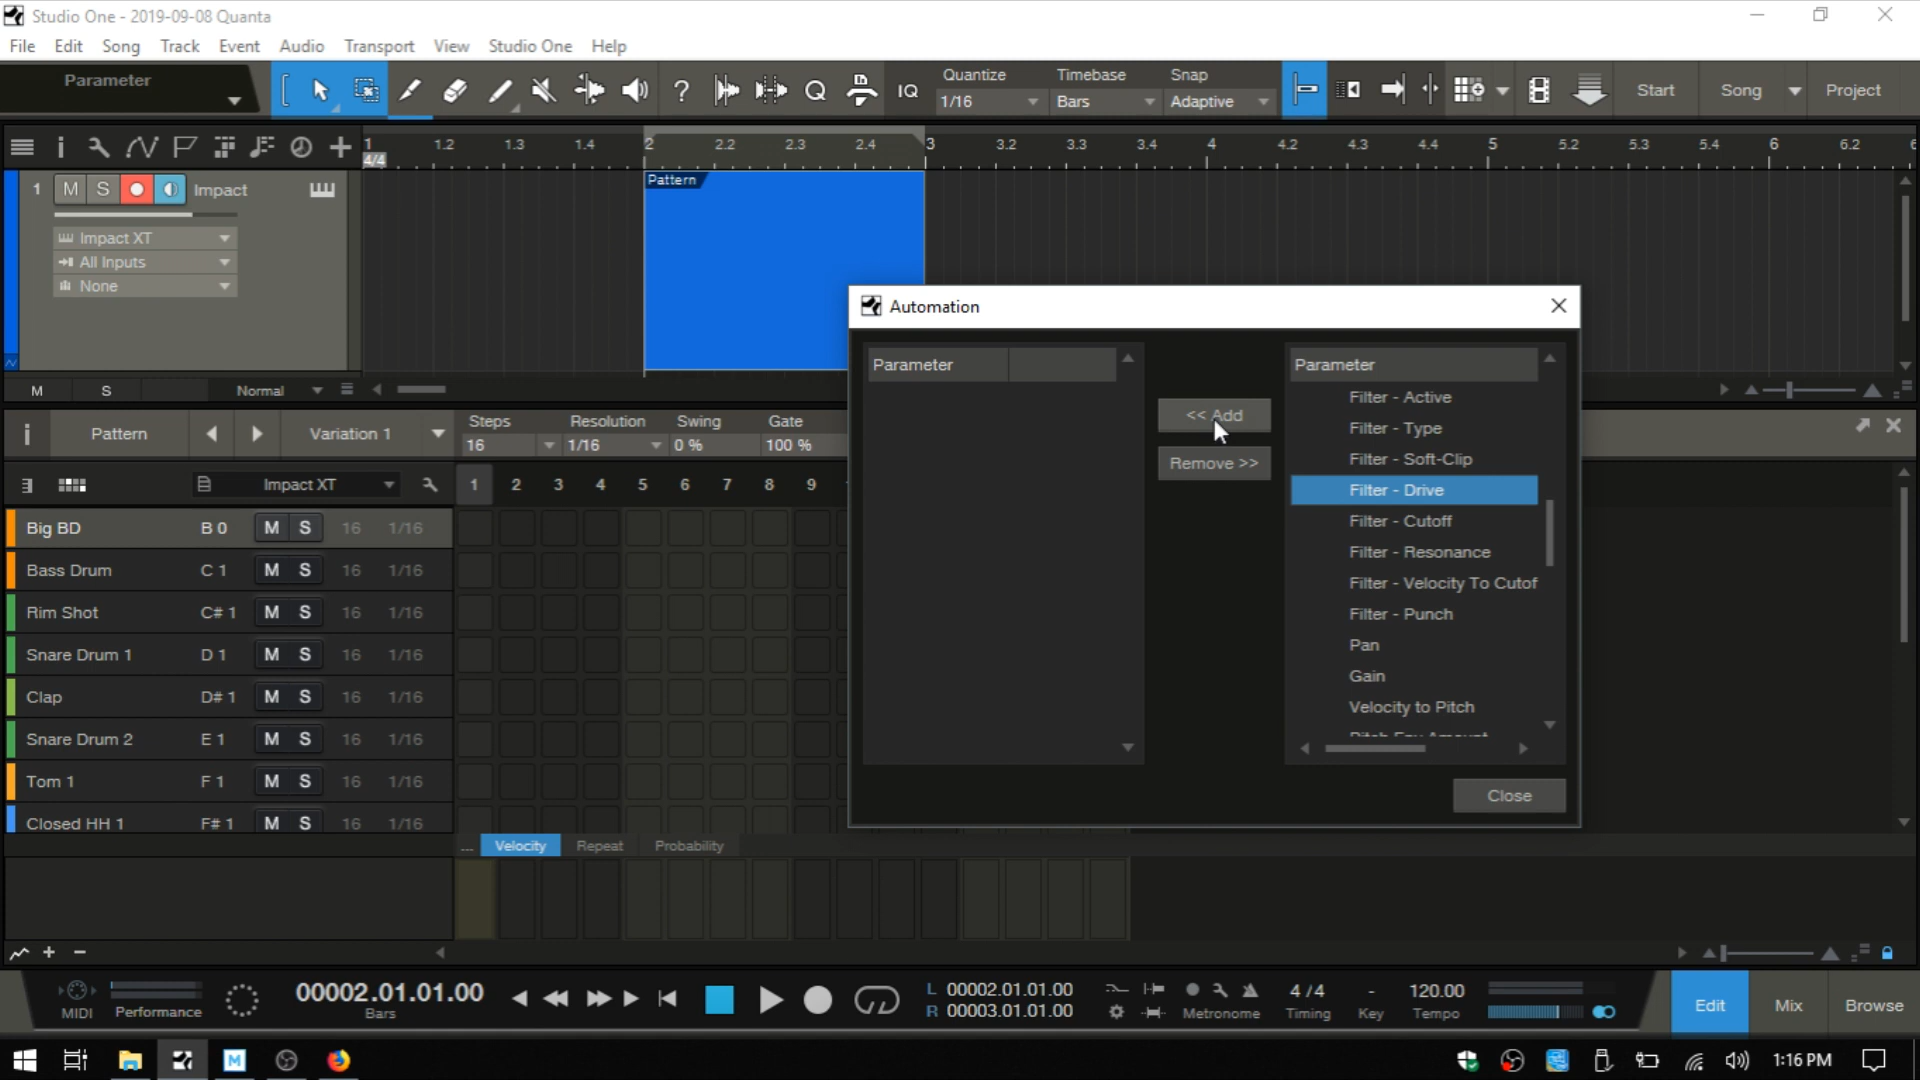 Studio One - 2019-09-08 Quanta
File Edit Song Track Event Audio Transport View Studio One Help
Parameter
? Q IQ
Quantize Timebase Snap
1/16 Bars Adaptive
Start Song Project
1 1.2 1.3 1.4 2 2.2 2.3 2.4 3 3.2 3.3 3.4 4 4.2 4.3 4.4 5 5.2 5.3 5.4 6 6.2
4/4
1 M S Impact
Pattern
Impact XT
All Inputs
None
M S Normal
Automation
Parameter
Parameter
<< Add
Remove >>
Filter - Active
Filter - Type
Filter - Soft-Clip
Filter - Drive
Filter - Cutoff
Filter - Resonance
Filter - Velocity To Cutof
Filter - Punch
Pan
Gain
Velocity to Pitch
Close
Pattern Variation 1
Steps Resolution Swing Gate
16 1/16 0 % 100 %
Impact XT
1 2 3 4 5 6 7 8 9
Big BD B 0 M S 16 1/16
Bass Drum C 1 M S 16 1/16
Rim Shot C# 1 M S 16 1/16
Snare Drum 1 D 1 M S 16 1/16
Clap D# 1 M S 16 1/16
Snare Drum 2 E 1 M S 16 1/16
Tom 1 F 1 M S 16 1/16
Closed HH 1 F# 1 M S 16 1/16
... Velocity Repeat Probability
MIDI Performance
00002.01.01.00
Bars
L 00002.01.01.00
R 00003.01.01.00
Metronome
4 / 4
Timing
-
Key
120.00
Tempo
Edit Mix Browse
M
1:16 PM